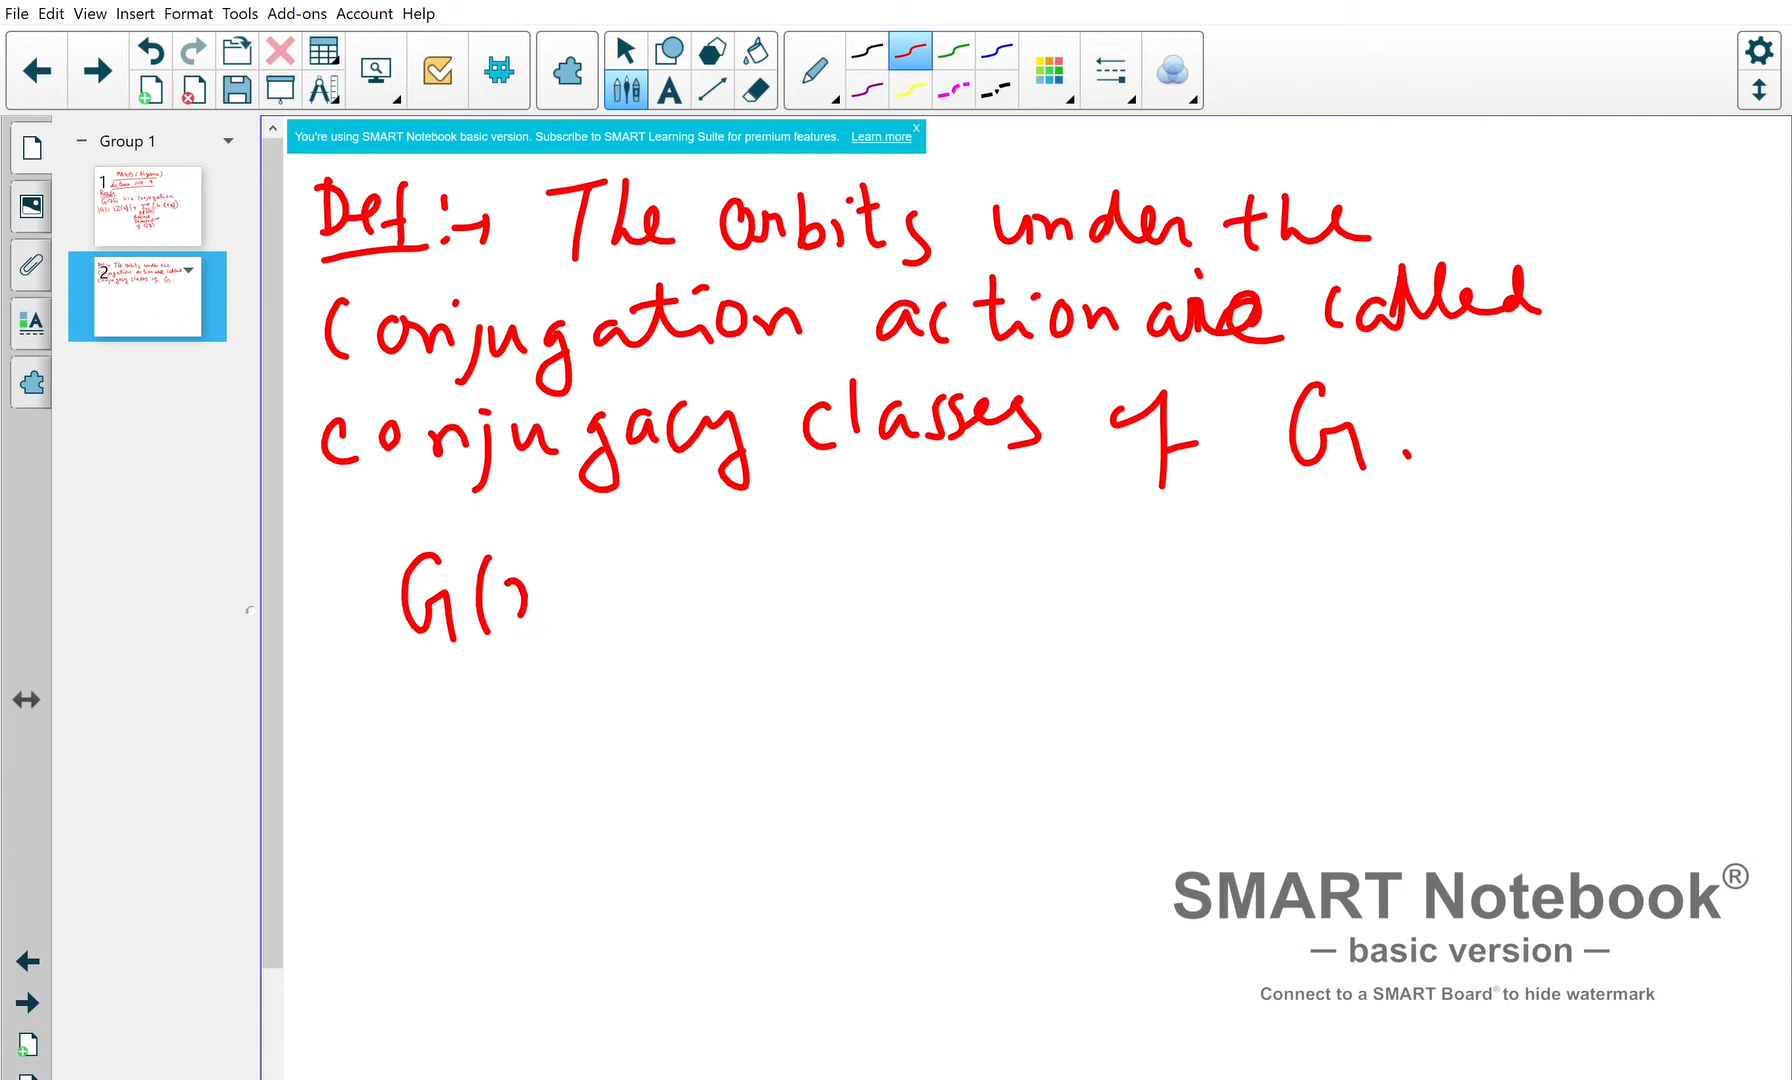 File Edit View Insert Format Tools Add-ons Account Help
Group 1
You're using SMART Notebook basic version. Subscribe to SMART Learning Suite for premium features. Learn more X
1
2
Def :→ The orbits under the
conjugation action are called
conjugacy classes of G.
G(
SMART Notebook®
— basic version —
Connect to a SMART Board® to hide watermark